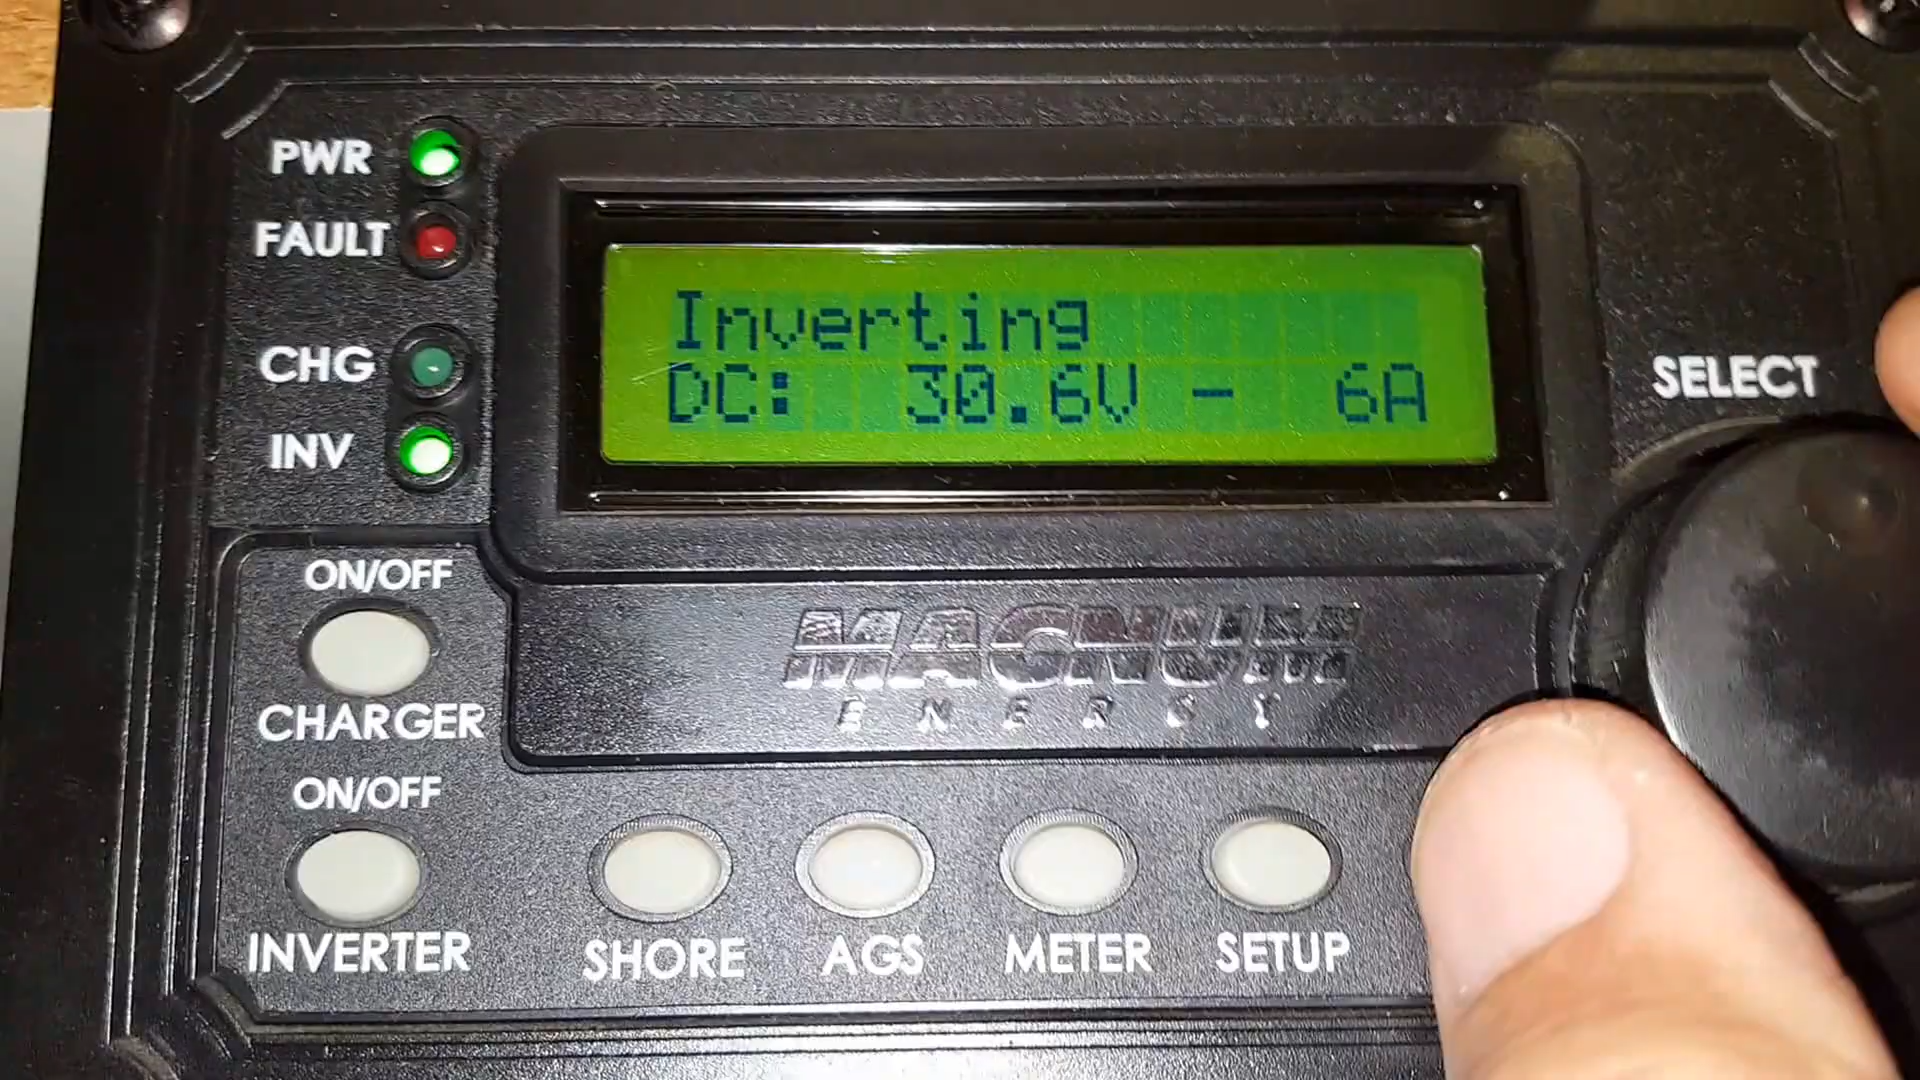 PWR
FAULT
CHG
INV
Inverting
DC: 30.6V - 6A
SELECT
ON/OFF
CHARGER
MAGNUM
ENERGY
ON/OFF
INVERTER
SHORE
AGS
METER
SETUP